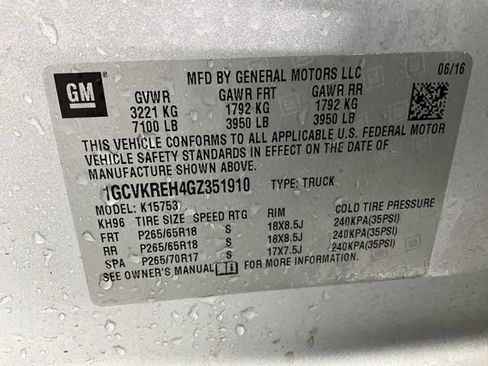 GM
MFD BY GENERAL MOTORS LLC 06/16
GVWR GAWR FRT GAWR RR
3221 KG 1792 KG 1792 KG
7100 LB 3950 LB 3950 LB
THIS VEHICLE CONFORMS TO ALL APPLICABLE U.S. FEDERAL MOTOR
VEHICLE SAFETY STANDARDS IN EFFECT ON THE DATE OF
MANUFACTURE SHOWN ABOVE.
1GCVKREH4GZ351910 TYPE: TRUCK
MODEL: K15753
KH96 TIRE SIZE SPEED RTG RIM COLD TIRE PRESSURE
FRT P265/65R18 S 18X8.5J 240KPA(35PSI)
RR P265/65R18 S 18X8.5J 240KPA(35PSI)
SPA P265/70R17 S 17X7.5J 240KPA(35PSI)
SEE OWNER'S MANUAL FOR MORE INFORMATION.